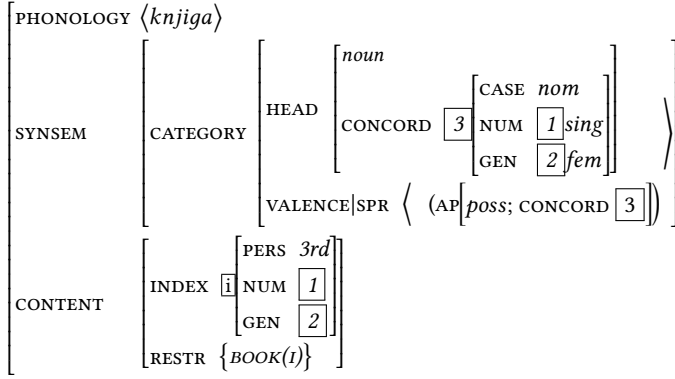 PHONOLOGY ⟨knjiga⟩
noun
CASE nom
HEAD
CONCORD 3 NUM 1 sing
SYNSEM CATEGORY
GEN 2 fem
VALENCE|SPR ⟨ (AP[poss; CONCORD 3]) ⟩
PERS 3rd
INDEX i NUM 1
CONTENT
GEN 2
RESTR {BOOK(I)}